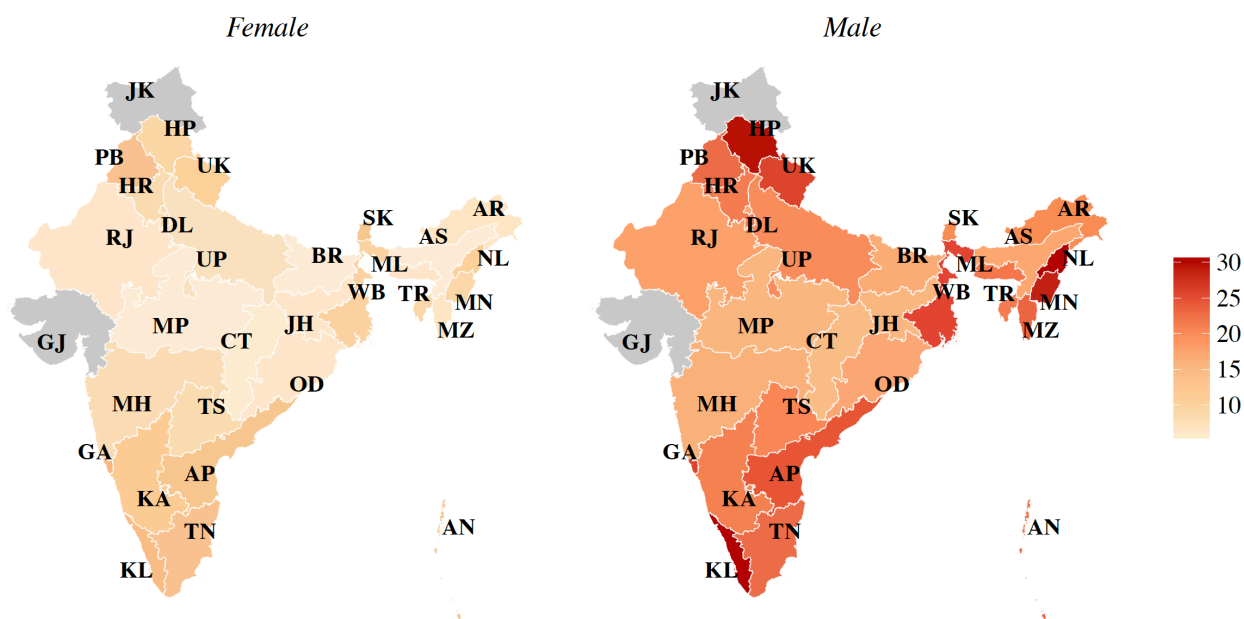 Female
Male
JK
HP
PB
UK
HR
DL
RJ
UP
SK
AR
AS
BR
ML
NL
WB
TR
MN
MZ
MP
CT
JH
GJ
OD
MH
TS
GA
AP
KA
TN
KL
AN
JK
HP
PB
UK
HR
DL
RJ
UP
SK
AR
AS
BR
ML
NL
WB
TR
MN
MZ
MP
CT
JH
GJ
OD
MH
TS
GA
AP
KA
TN
KL
AN
30
25
20
15
10